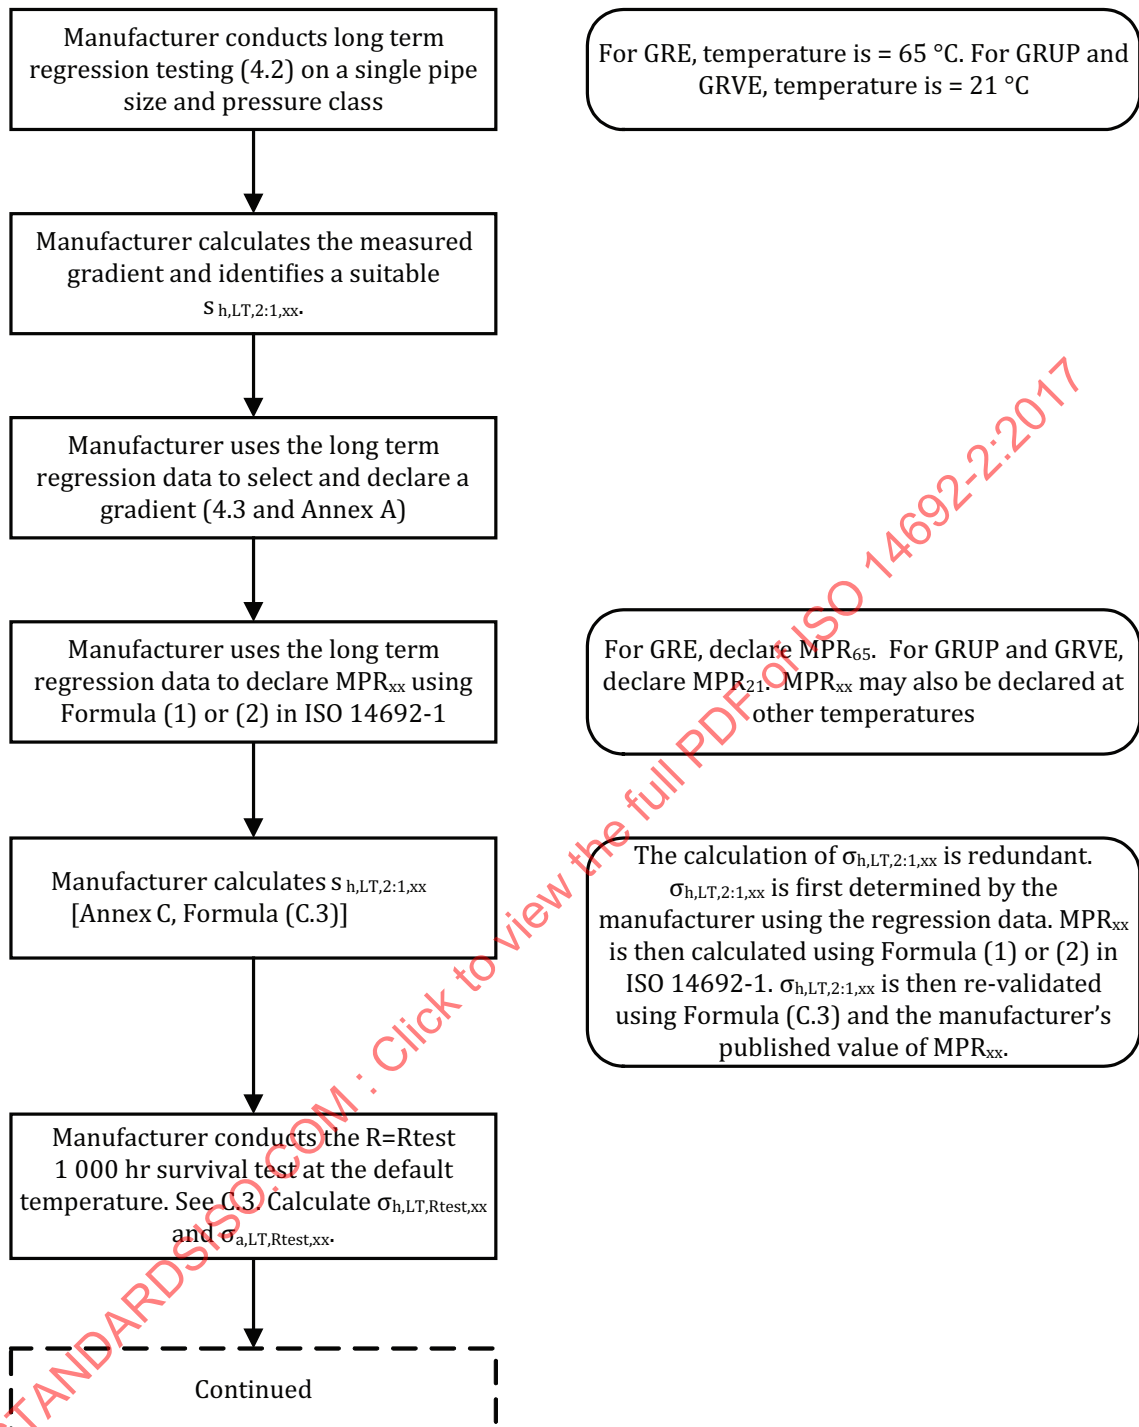 Manufacturer conducts long term
regression testing (4.2) on a single pipe
size and pressure class
For GRE, temperature is = 65 °C. For GRUP and
GRVE, temperature is = 21 °C
Manufacturer calculates the measured
gradient and identifies a suitable
s h,LT,2:1,xx.
Manufacturer uses the long term
regression data to select and declare a
gradient (4.3 and Annex A)
Manufacturer uses the long term
regression data to declare MPRxx using
Formula (1) or (2) in ISO 14692-1
For GRE, declare MPR65. For GRUP and GRVE,
declare MPR21. MPRxx may also be declared at
other temperatures
Manufacturer calculates s h,LT,2:1,xx
[Annex C, Formula (C.3)]
The calculation of σh,LT,2:1,xx is redundant.
σh,LT,2:1,xx is first determined by the
manufacturer using the regression data. MPRxx
is then calculated using Formula (1) or (2) in
ISO 14692-1. σh,LT,2:1,xx is then re-validated
using Formula (C.3) and the manufacturer's
published value of MPRxx.
Manufacturer conducts the R=Rtest
1 000 hr survival test at the default
temperature. See C.3. Calculate σh,LT,Rtest,xx
and σa,LT,Rtest,xx.
Continued
STANDARDSISO.COM : Click to view the full PDF of ISO 14692-2:2017